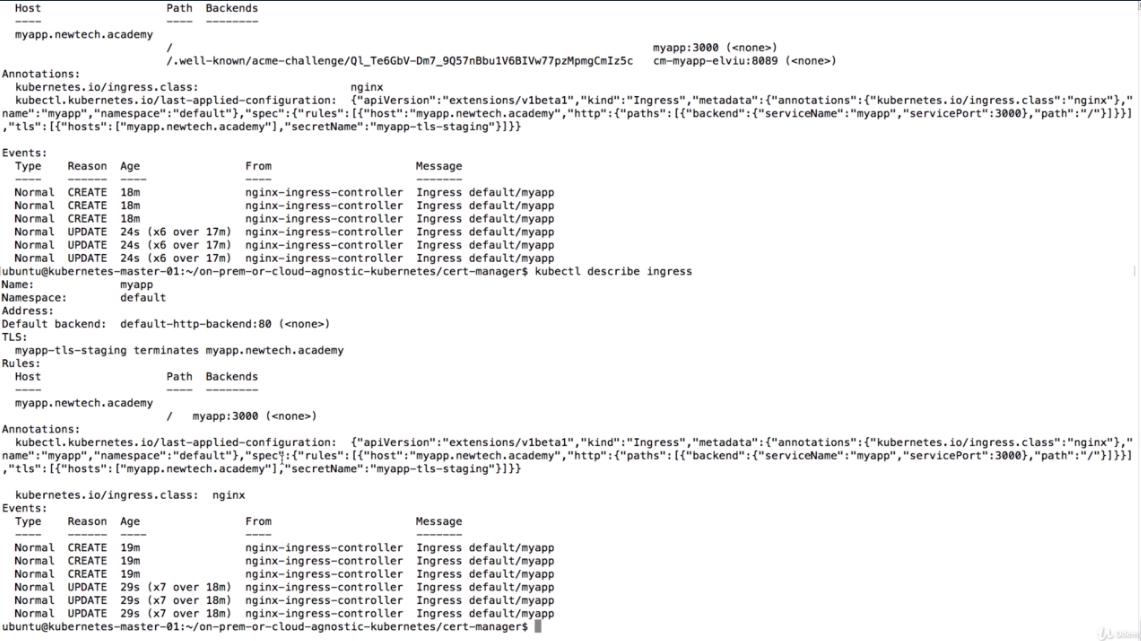 Host Path Backends
---- ---- --------
myapp.newtech.academy
/ myapp:3000 (<none>)
/.well-known/acme-challenge/Ql_Te6GbV-Dm7_9Q57nBbu1V6BIVw77pzMpmgCmIz5c cm-myapp-elviu:8089 (<none>)
Annotations:
kubernetes.io/ingress.class: nginx
kubectl.kubernetes.io/last-applied-configuration: {"apiVersion":"extensions/v1beta1","kind":"Ingress","metadata":{"annotations":{"kubernetes.io/ingress.class":"nginx"},"
name":"myapp","namespace":"default"},"spec":{"rules":[{"host":"myapp.newtech.academy","http":{"paths":[{"backend":{"serviceName":"myapp","servicePort":3000},"path":"/"}]}}]
,"tls":[{"hosts":["myapp.newtech.academy"],"secretName":"myapp-tls-staging"}]}}
Events:
Type Reason Age From Message
---- ------ ---- ---- -------
Normal CREATE 18m nginx-ingress-controller Ingress default/myapp
Normal CREATE 18m nginx-ingress-controller Ingress default/myapp
Normal CREATE 18m nginx-ingress-controller Ingress default/myapp
Normal UPDATE 24s (x6 over 17m) nginx-ingress-controller Ingress default/myapp
Normal UPDATE 24s (x6 over 17m) nginx-ingress-controller Ingress default/myapp
Normal UPDATE 24s (x6 over 17m) nginx-ingress-controller Ingress default/myapp
ubuntu@kubernetes-master-01:~/on-prem-or-cloud-agnostic-kubernetes/cert-manager$ kubectl describe ingress
Name: myapp
Namespace: default
Address:
Default backend: default-http-backend:80 (<none>)
TLS:
myapp-tls-staging terminates myapp.newtech.academy
Rules:
Host Path Backends
---- ---- --------
myapp.newtech.academy
/ myapp:3000 (<none>)
Annotations:
kubectl.kubernetes.io/last-applied-configuration: {"apiVersion":"extensions/v1beta1","kind":"Ingress","metadata":{"annotations":{"kubernetes.io/ingress.class":"nginx"},"
name":"myapp","namespace":"default"},"spec":{"rules":[{"host":"myapp.newtech.academy","http":{"paths":[{"backend":{"serviceName":"myapp","servicePort":3000},"path":"/"}]}}]
,"tls":[{"hosts":["myapp.newtech.academy"],"secretName":"myapp-tls-staging"}]}}
kubernetes.io/ingress.class: nginx
Events:
Type Reason Age From Message
---- ------ ---- ---- -------
Normal CREATE 19m nginx-ingress-controller Ingress default/myapp
Normal CREATE 19m nginx-ingress-controller Ingress default/myapp
Normal CREATE 19m nginx-ingress-controller Ingress default/myapp
Normal UPDATE 29s (x7 over 18m) nginx-ingress-controller Ingress default/myapp
Normal UPDATE 29s (x7 over 18m) nginx-ingress-controller Ingress default/myapp
Normal UPDATE 29s (x7 over 18m) nginx-ingress-controller Ingress default/myapp
ubuntu@kubernetes-master-01:~/on-prem-or-cloud-agnostic-kubernetes/cert-manager$
Udemy